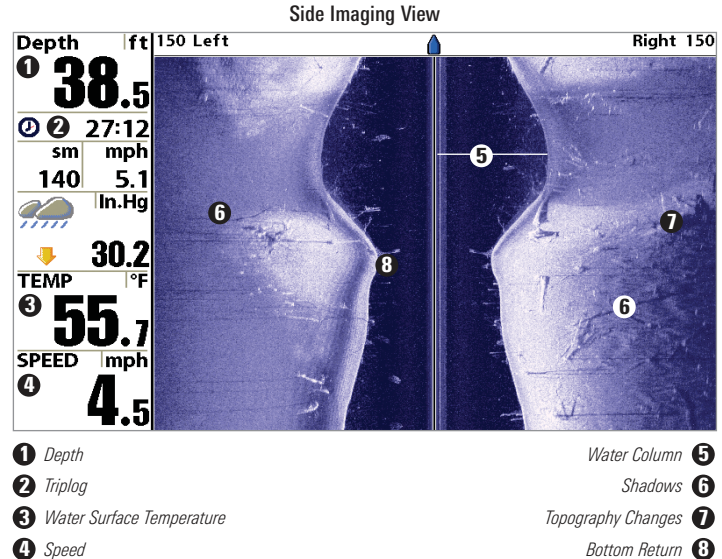 Side Imaging View
Depth ft 150 Left Right 150
1 38.5
2 27:12
sm mph
140 5.1
In.Hg
30.2
TEMP °F
3 55.7
SPEED mph
4 4.5
5
6
7
8
6
1 Depth
2 Triplog
3 Water Surface Temperature
4 Speed
Water Column 5
Shadows 6
Topography Changes 7
Bottom Return 8